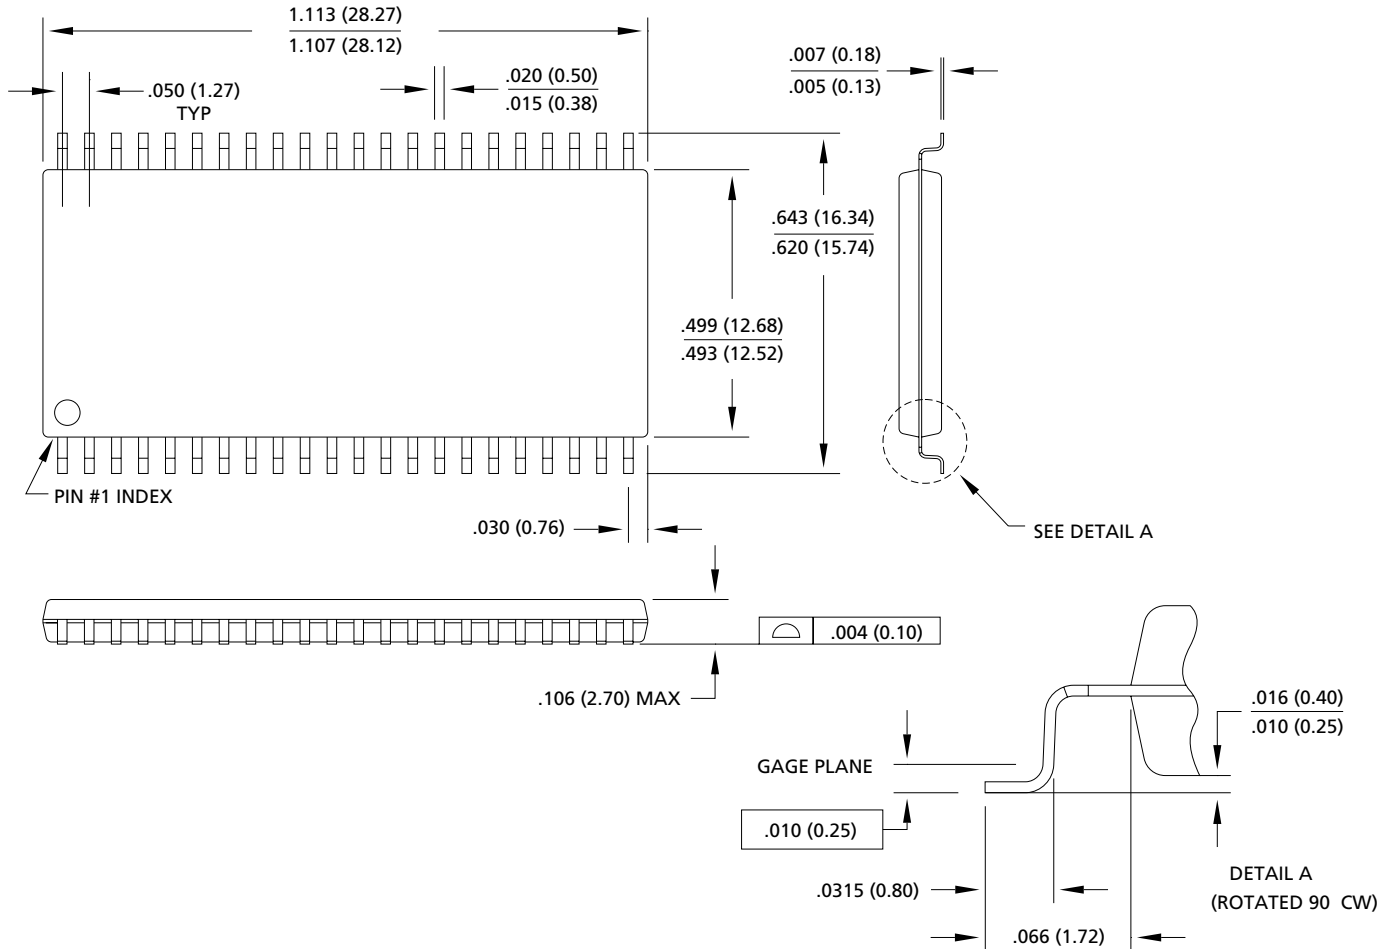 1.113 (28.27)
1.107 (28.12)
.050 (1.27)
TYP
.020 (0.50)
.015 (0.38)
.007 (0.18)
.005 (0.13)
.643 (16.34)
.620 (15.74)
.499 (12.68)
.493 (12.52)
PIN #1 INDEX
.030 (0.76)
SEE DETAIL A
.004 (0.10)
.106 (2.70) MAX
.016 (0.40)
.010 (0.25)
GAGE PLANE
.010 (0.25)
.0315 (0.80)
DETAIL A
(ROTATED 90 CW)
.066 (1.72)